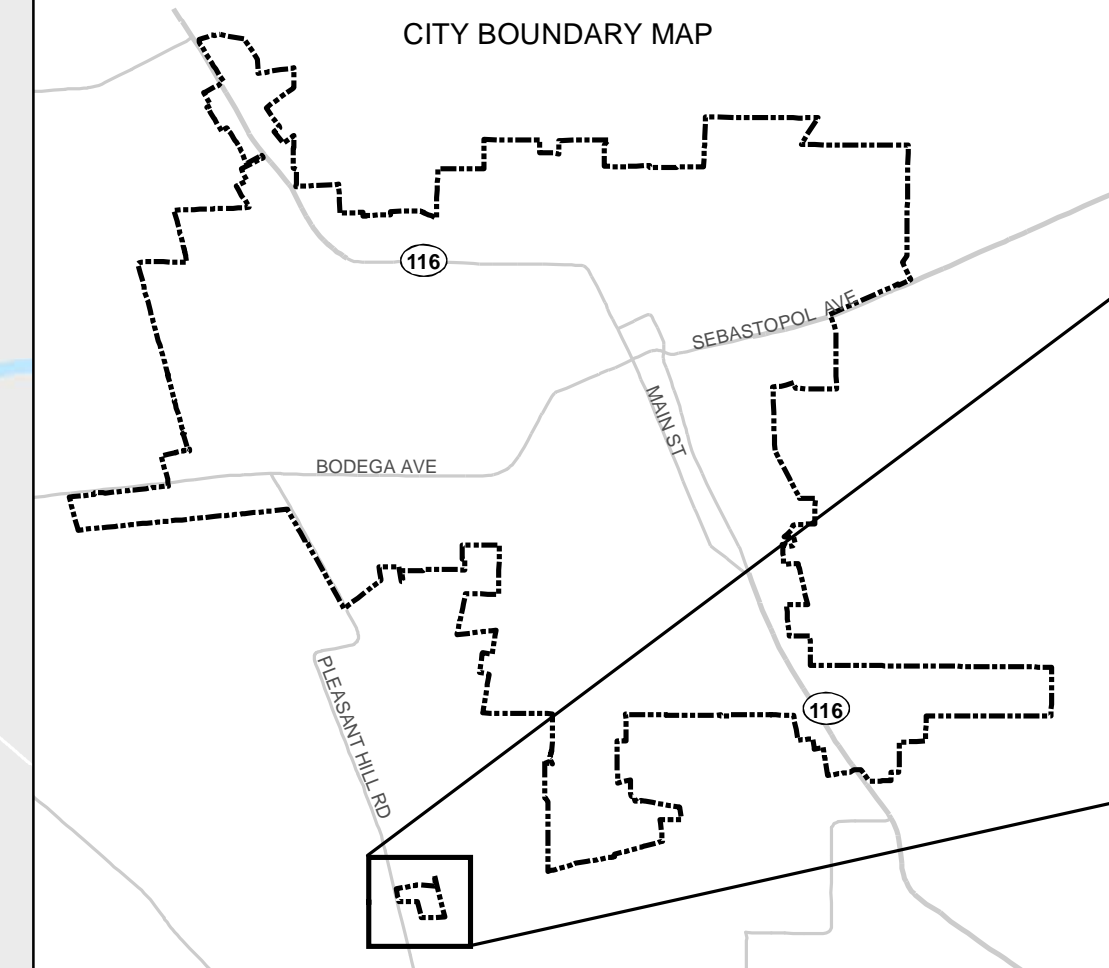 CITY BOUNDARY MAP
116
SEBASTOPOL AVE
MAIN ST
BODEGA AVE
PLEASANT HILL RD
116